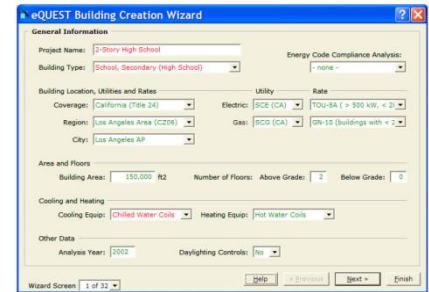 eQUEST Building Creation Wizard
General Information
Project Name: 2-Story High School
Energy Code Compliance Analysis:
Building Type: School, Secondary (High School) - none -
Building Location, Utilities and Rates Utility Rate
Coverage: California (Title 24) Electric: SCE (CA) TOU-8A ( > 500 kW, < 2(
Region: Los Angeles Area (CZ06) Gas: SCG (CA) GN-10 (buildings with < 2
City: Los Angeles AP
Area and Floors
Building Area: 150,000 ft2 Number of Floors: Above Grade: 2 Below Grade: 0
Cooling and Heating
Cooling Equip: Chilled Water Coils Heating Equip: Hot Water Coils
Other Data
Analysis Year: 2002 Daylighting Controls: No
Wizard Screen 1 of 32 Help < Previous Next > Finish